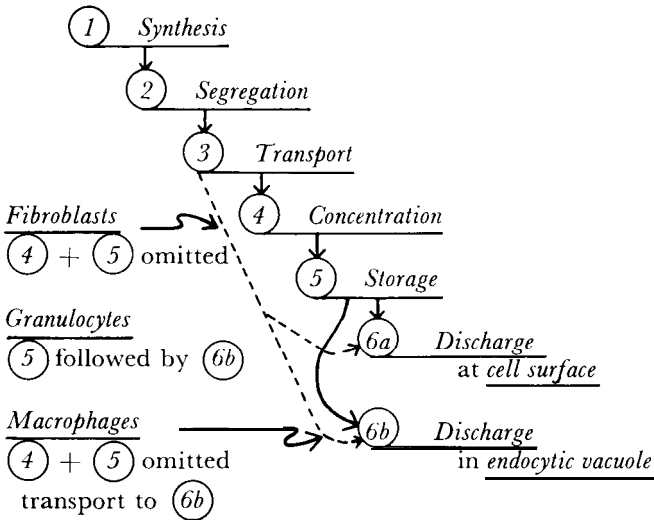 1 Synthesis
2 Segregation
3 Transport
4 Concentration
5 Storage
6a Discharge
at cell surface
6b Discharge
in endocytic vacuole
Fibroblasts
4 + 5 omitted
Granulocytes
5 followed by 6b
Macrophages
4 + 5 omitted
transport to 6b